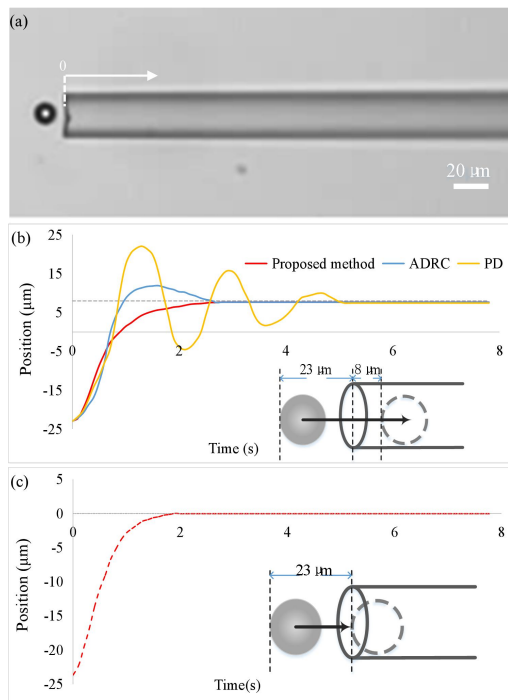 (a)
0
20 μm
(b)
25
15
5
-5
-15
-25
Position (μm)
Proposed method
ADRC
PD
0
2
4
6
8
23 μm
8 μm
Time (s)
(c)
5
0
-5
-10
-15
-20
-25
Position (μm)
0
2
4
6
8
23 μm
Time(s)